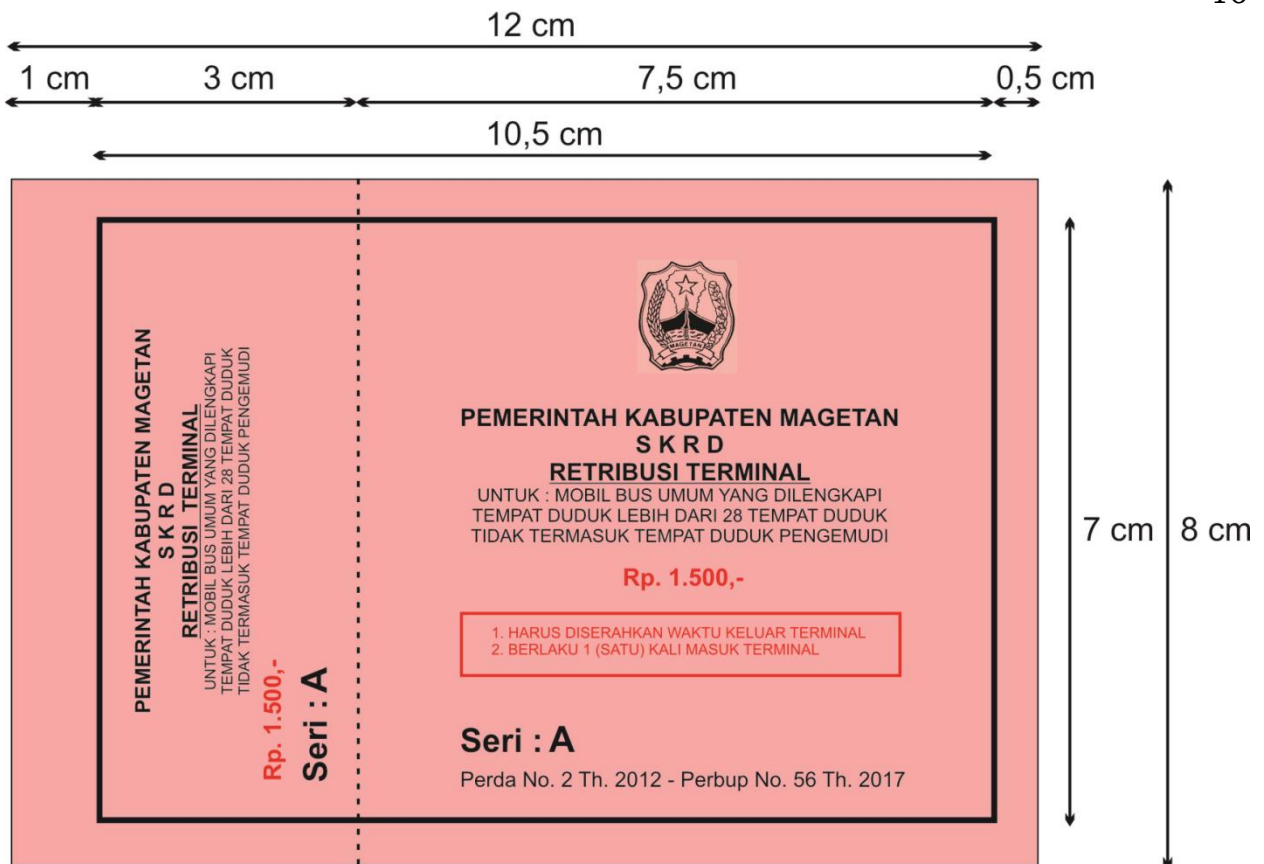 12 cm
1 cm 3 cm 7,5 cm 0,5 cm
10,5 cm
PEMERINTAH KABUPATEN MAGETAN
S K R D
RETRIBUSI TERMINAL
UNTUK : MOBIL BUS UMUM YANG DILENGKAPI
TEMPAT DUDUK LEBIH DARI 28 TEMPAT DUDUK
TIDAK TERMASUK TEMPAT DUDUK PENGEMUDI
Rp. 1.500,-
Seri : A
MAGETAN
PEMERINTAH KABUPATEN MAGETAN
S K R D
RETRIBUSI TERMINAL
UNTUK : MOBIL BUS UMUM YANG DILENGKAPI
TEMPAT DUDUK LEBIH DARI 28 TEMPAT DUDUK
TIDAK TERMASUK TEMPAT DUDUK PENGEMUDI
Rp. 1.500,-
1. HARUS DISERAHKAN WAKTU KELUAR TERMINAL
2. BERLAKU 1 (SATU) KALI MASUK TERMINAL
Seri : A
Perda No. 2 Th. 2012 - Perbup No. 56 Th. 2017
7 cm
8 cm